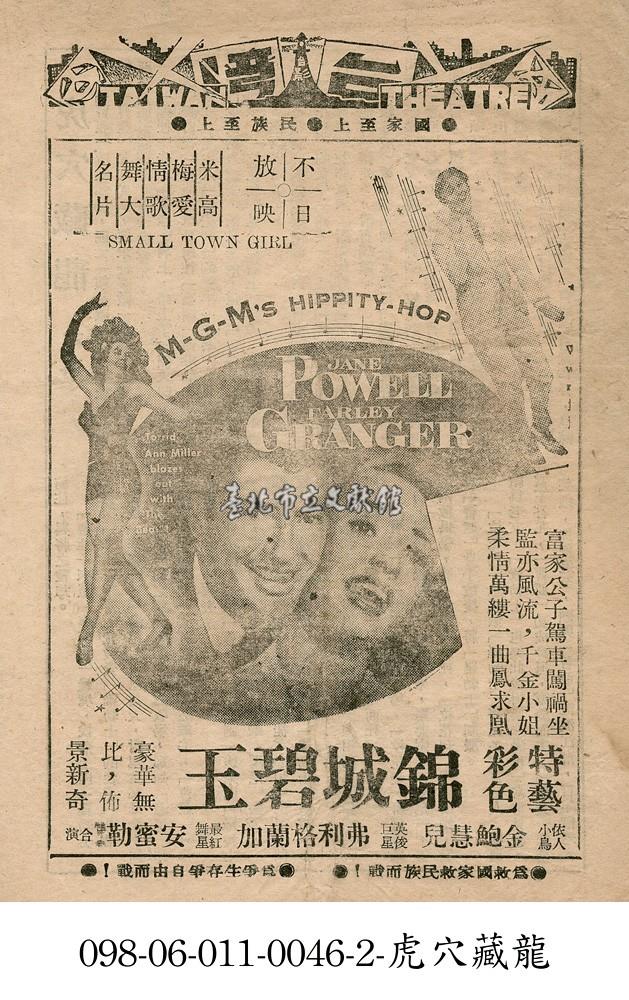 台灣大戲院
TAIWAN THEATRE
●國家至上●民族至上●
不日放映
米高梅愛情歌舞大名片
SMALL TOWN GIRL
M-G-M's HIPPITY-HOP
JANE
POWELL
FARLEY
GRANGER
Torrid
Ann Miller
blazes
out
with
the
臺北市立文獻館
富家公子駕車闖禍坐
監亦風流，千金小姐
柔情萬縷一曲鳳求凰
特藝彩色
錦城碧玉
豪華無
比，佈
景新奇
依人小鳥 金鮑慧兒 英俊巨星 弗利格蘭加 最紅舞星 安蜜勒 合演
●為救國家救民族而戰！●
●為爭生存爭自由而戰！●
098-06-011-0046-2-虎穴藏龍